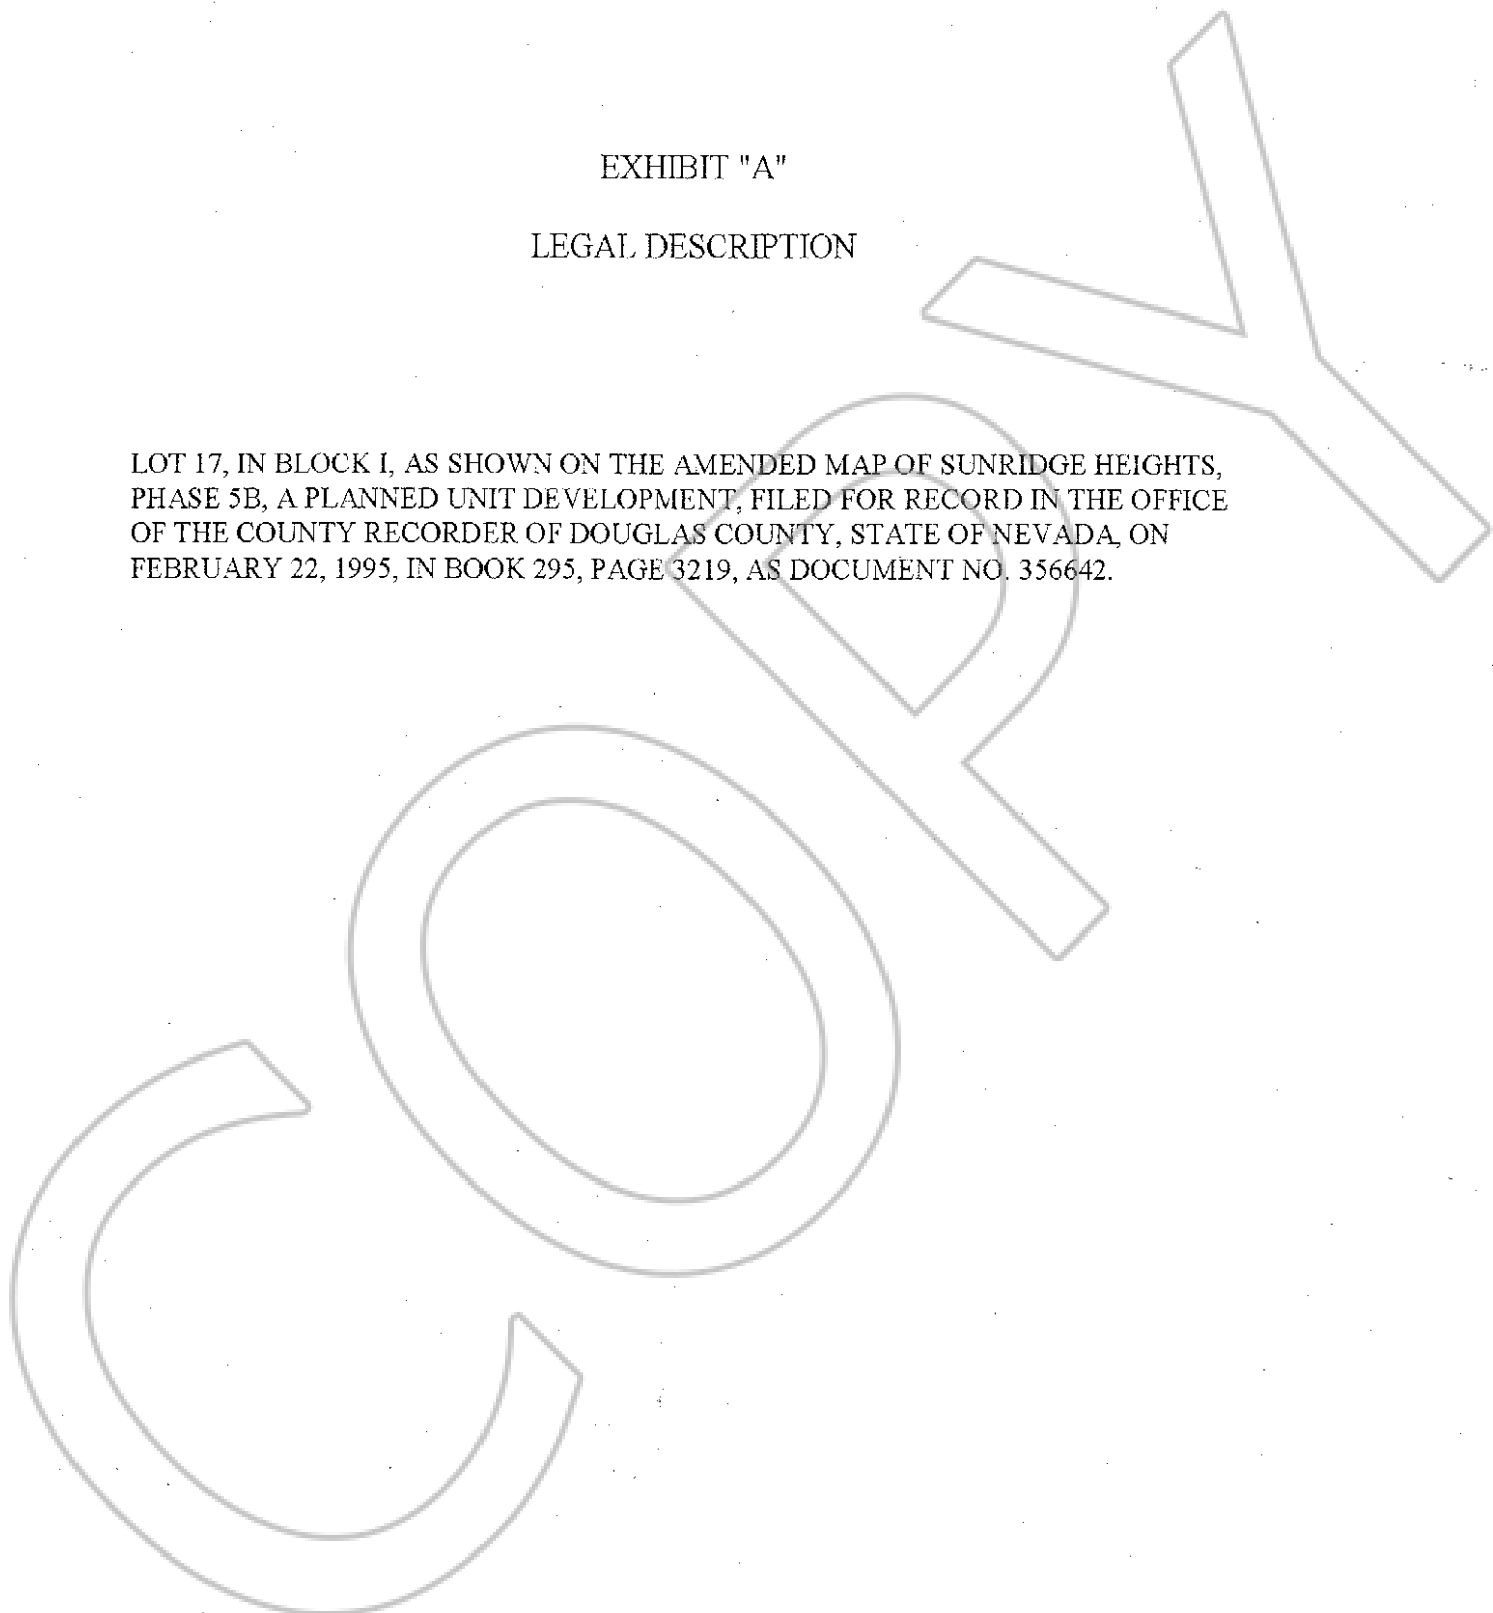 EXHIBIT "A"
LEGAL DESCRIPTION
LOT 17, IN BLOCK I, AS SHOWN ON THE AMENDED MAP OF SUNRIDGE HEIGHTS,
PHASE 5B, A PLANNED UNIT DEVELOPMENT, FILED FOR RECORD IN THE OFFICE
OF THE COUNTY RECORDER OF DOUGLAS COUNTY, STATE OF NEVADA, ON
FEBRUARY 22, 1995, IN BOOK 295, PAGE 3219, AS DOCUMENT NO. 356642.
COPY